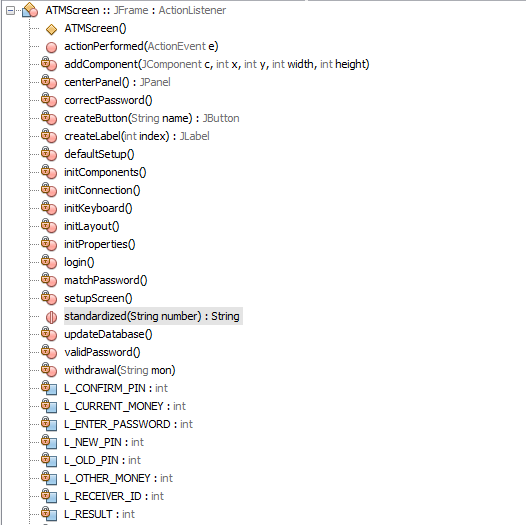 ATMScreen :: JFrame : ActionListener
ATMScreen()
actionPerformed(ActionEvent e)
addComponent(JComponent c, int x, int y, int width, int height)
centerPanel() : JPanel
correctPassword()
createButton(String name) : JButton
createLabel(int index) : JLabel
defaultSetup()
initComponents()
initConnection()
initKeyboard()
initLayout()
initProperties()
login()
matchPassword()
setupScreen()
standardized(String number) : String
updateDatabase()
validPassword()
withdrawal(String mon)
L_CONFIRM_PIN : int
L_CURRENT_MONEY : int
L_ENTER_PASSWORD : int
L_NEW_PIN : int
L_OLD_PIN : int
L_OTHER_MONEY : int
L_RECEIVER_ID : int
L_RESULT : int